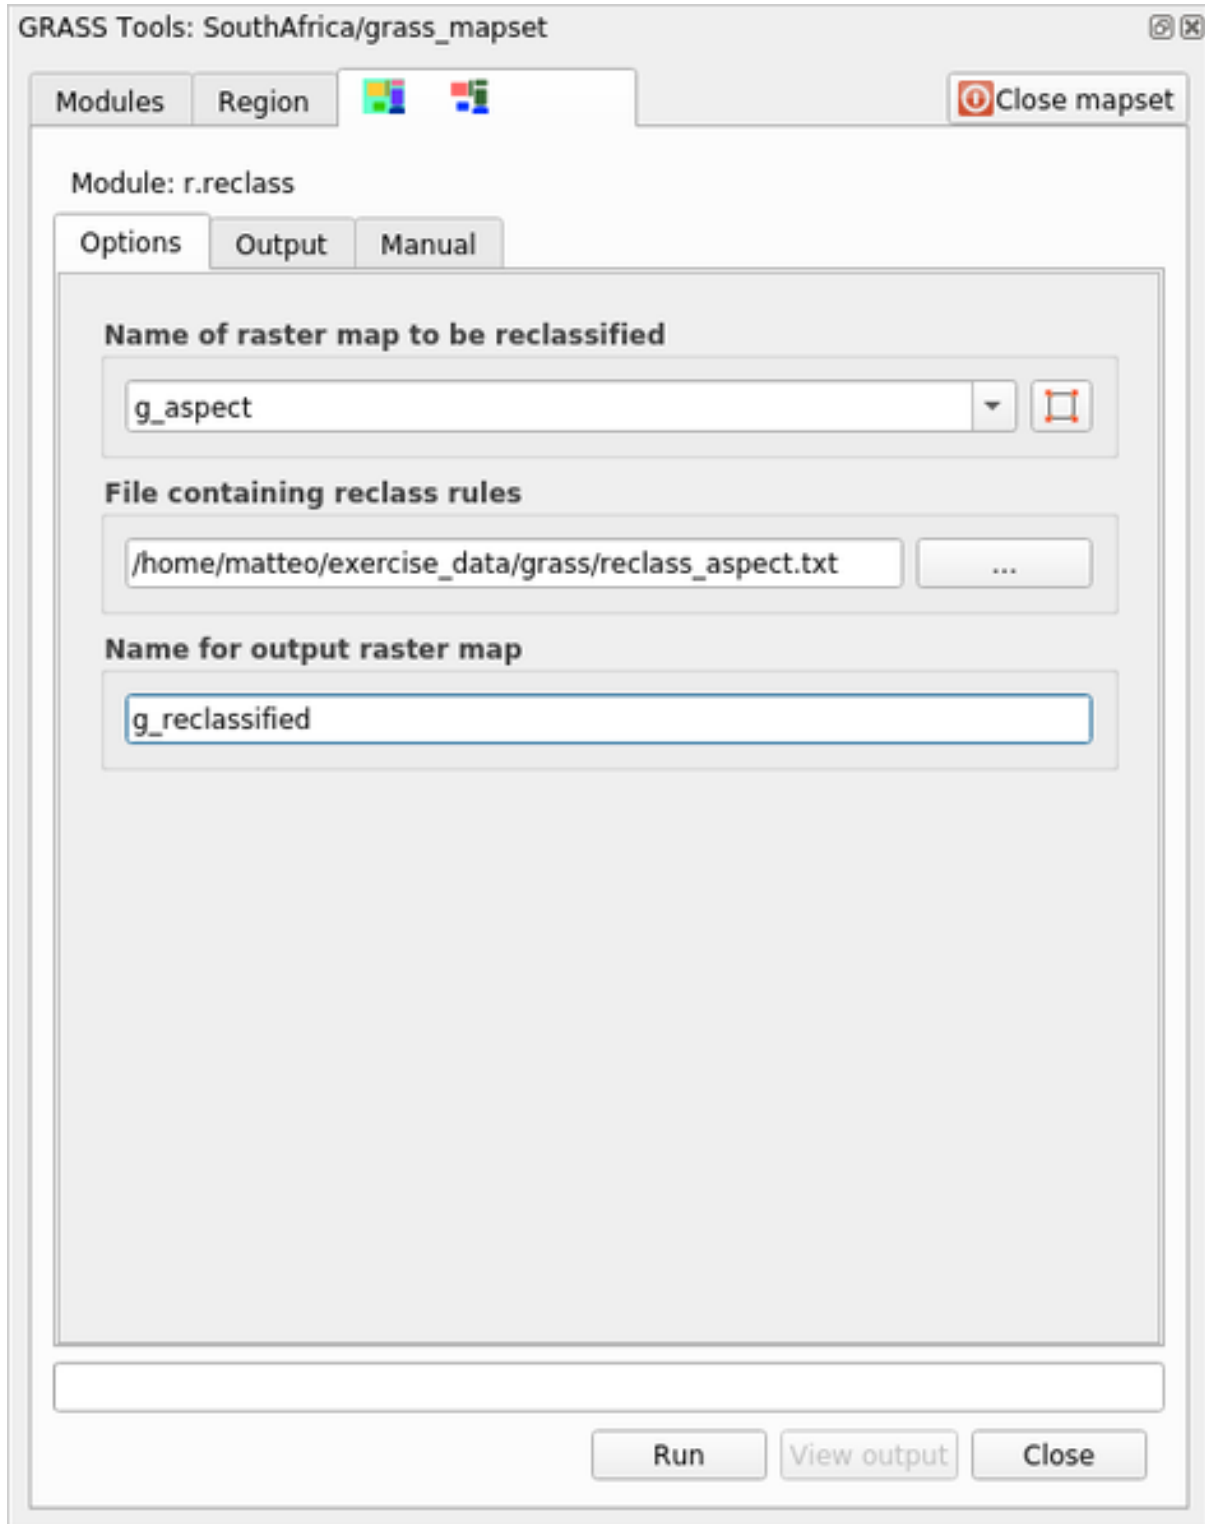 GRASS Tools: SouthAfrica/grass_mapset
Modules Region Close mapset
Module: r.reclass
Options Output Manual
Name of raster map to be reclassified
g_aspect
File containing reclass rules
/home/matteo/exercise_data/grass/reclass_aspect.txt ...
Name for output raster map
g_reclassified
Run View output Close